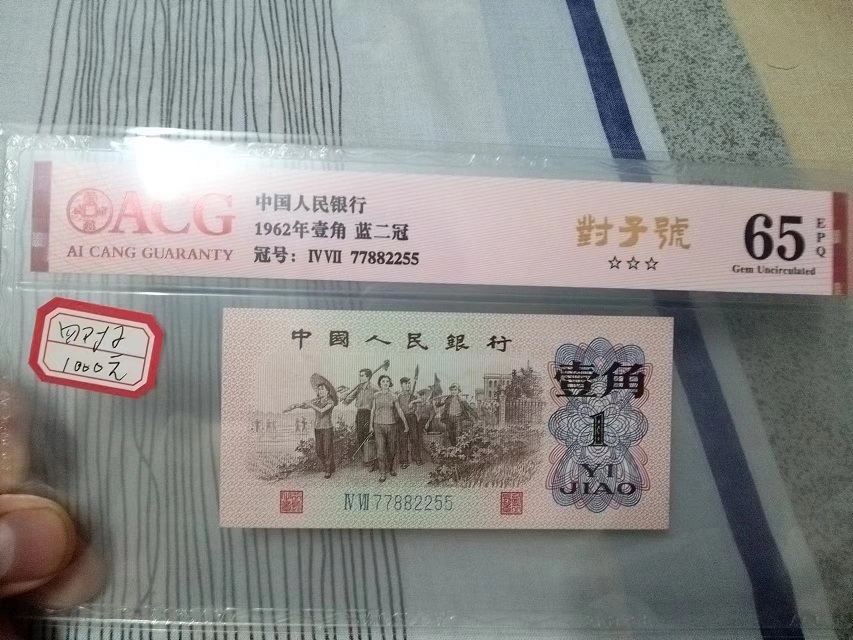 ACG
AI CANG GUARANTY
中国人民银行
1962年壹角 蓝二冠
冠号：ⅣⅦ 77882255
對子號
☆☆☆
65
EPQ
Gem Uncirculated
1000元
中國人民銀行
壹角
1
YI
JIAO
ⅣⅦ 77882255